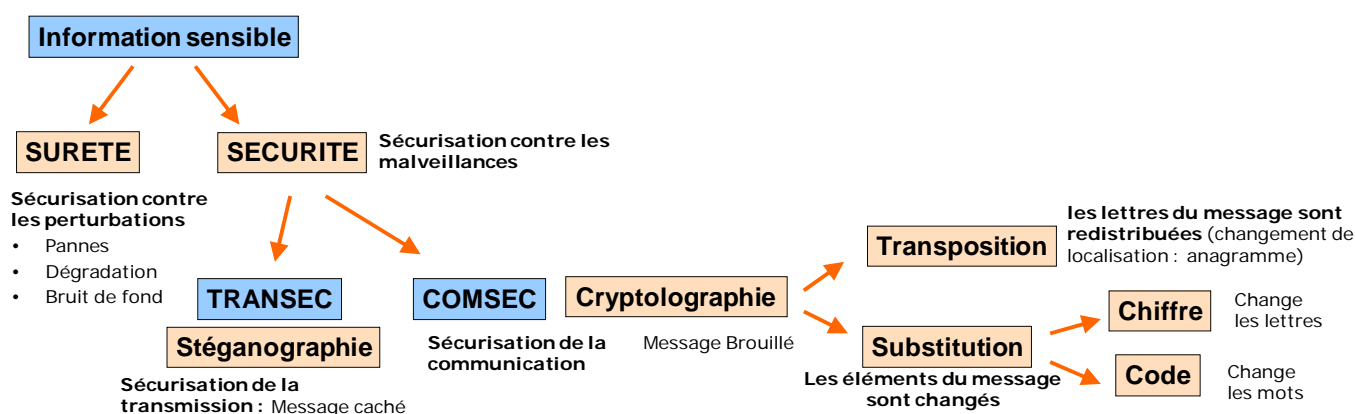 Information sensible
SURETE
SECURITE
Sécurisation contre les
malveillances
Sécurisation contre
les perturbations
• Pannes
• Dégradation
• Bruit de fond
TRANSEC
Stéganographie
Sécurisation de la
transmission : Message caché
COMSEC
Sécurisation de la
communication
Cryptolographie
Message Brouillé
Transposition
les lettres du message sont
redistribuées (changement de
localisation : anagramme)
Substitution
Les éléments du message
sont changés
Chiffre
Change
les lettres
Code
Change
les mots